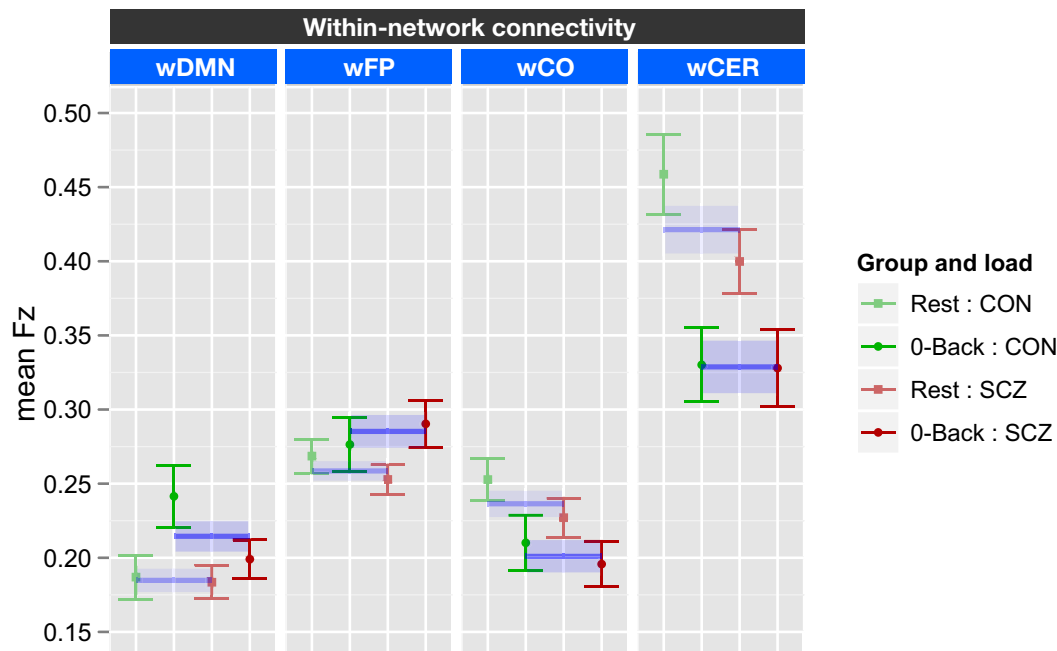 Within-network connectivity
wDMN wFP wCO wCER
mean Fz
0.50
0.45
0.40
0.35
0.30
0.25
0.20
0.15
Group and load
Rest : CON
0-Back : CON
Rest : SCZ
0-Back : SCZ